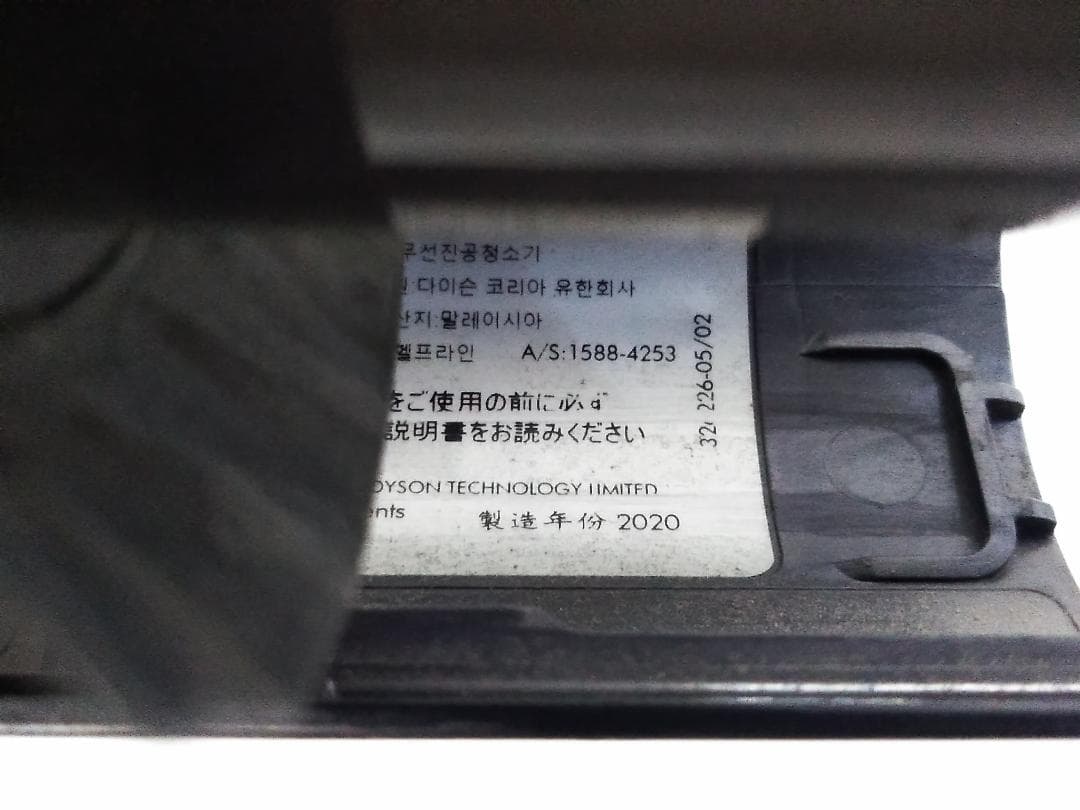 무선진공청소기
다이슨 코리아 유한회사
산지:말레이시아
헬프라인 A/S:1588-4253
をご使用の前に必ず
説明書をお読みください
DYSON TECHNOLOGY LIMITED
ents 製造年份 2020
226-05/02